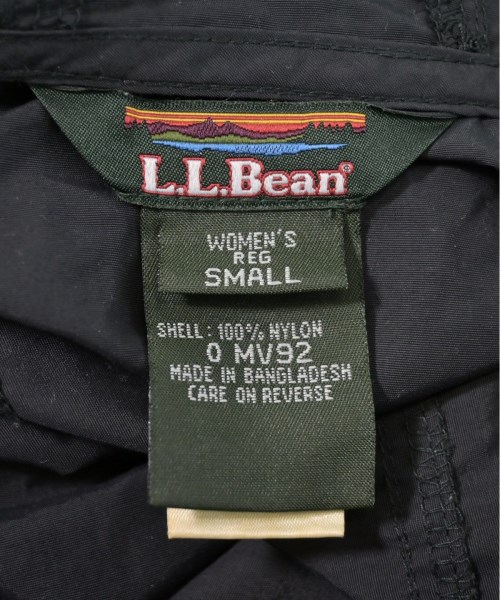 L.L.Bean®
WOMEN'S
REG
SMALL
SHELL: 100% NYLON
0 MV92
MADE IN BANGLADESH
CARE ON REVERSE